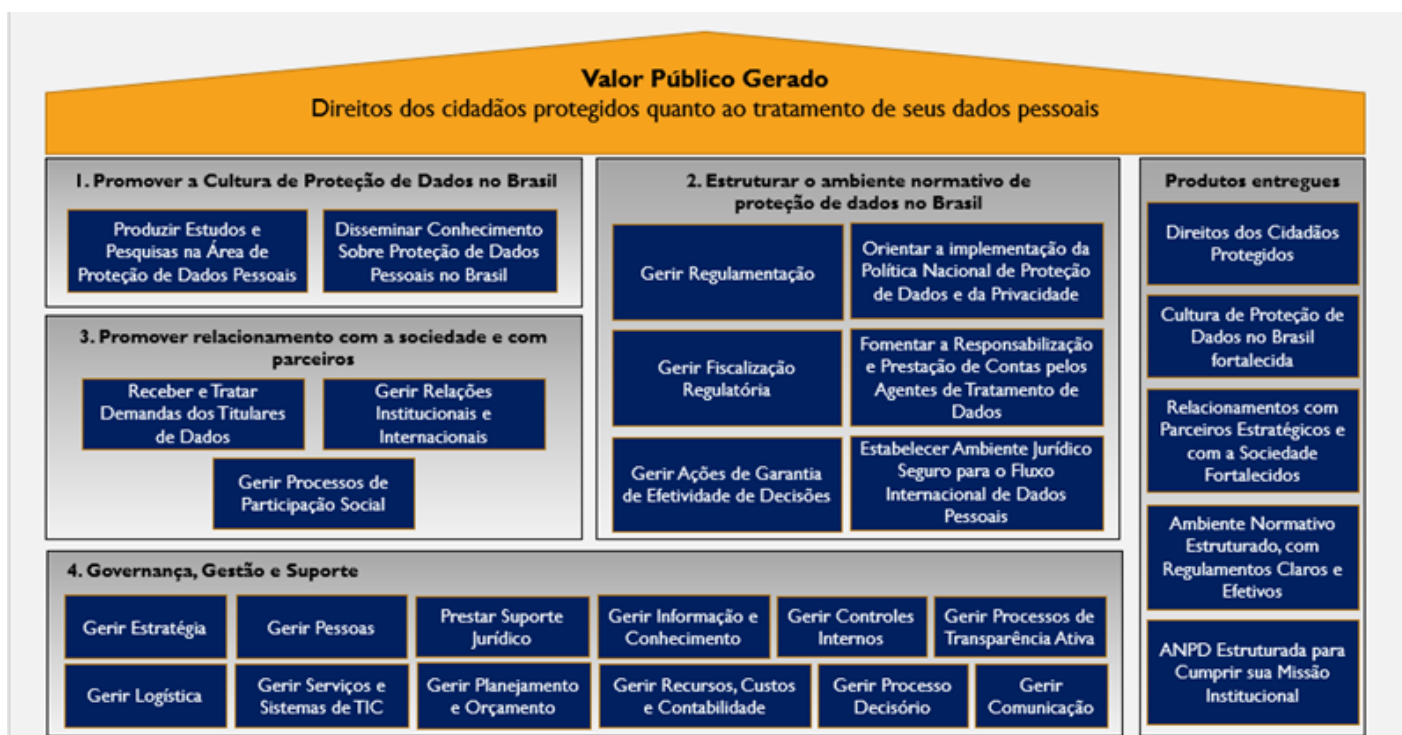 Valor Público Gerado
Direitos dos cidadãos protegidos quanto ao tratamento de seus dados pessoais
1. Promover a Cultura de Proteção de Dados no Brasil
Produzir Estudos e
Pesquisas na Área de
Proteção de Dados Pessoais
Disseminar Conhecimento
Sobre Proteção de Dados
Pessoais no Brasil
2. Estruturar o ambiente normativo de
proteção de dados no Brasil
Gerir Regulamentação
Orientar a implementação da
Política Nacional de Proteção
de Dados e da Privacidade
Gerir Fiscalização
Regulatória
Fomentar a Responsabilização
e Prestação de Contas pelos
Agentes de Tratamento de
Dados
Gerir Ações de Garantia
de Efetividade de Decisões
Estabelecer Ambiente Jurídico
Seguro para o Fluxo
Internacional de Dados
Pessoais
3. Promover relacionamento com a sociedade e com
parceiros
Receber e Tratar
Demandas dos Titulares
de Dados
Gerir Relações
Institucionais e
Internacionais
Gerir Processos de
Participação Social
4. Governança, Gestão e Suporte
Gerir Estratégia
Gerir Pessoas
Prestar Suporte
Jurídico
Gerir Informação e
Conhecimento
Gerir Controles
Internos
Gerir Processos de
Transparência Ativa
Gerir Logística
Gerir Serviços e
Sistemas de TIC
Gerir Planejamento
e Orçamento
Gerir Recursos, Custos
e Contabilidade
Gerir Processo
Decisório
Gerir
Comunicação
Produtos entregues
Direitos dos Cidadãos
Protegidos
Cultura de Proteção de
Dados no Brasil
fortalecida
Relacionamentos com
Parceiros Estratégicos e
com a Sociedade
Fortalecidos
Ambiente Normativo
Estruturado, com
Regulamentos Claros e
Efetivos
ANPD Estruturada para
Cumprir sua Missão
Institucional